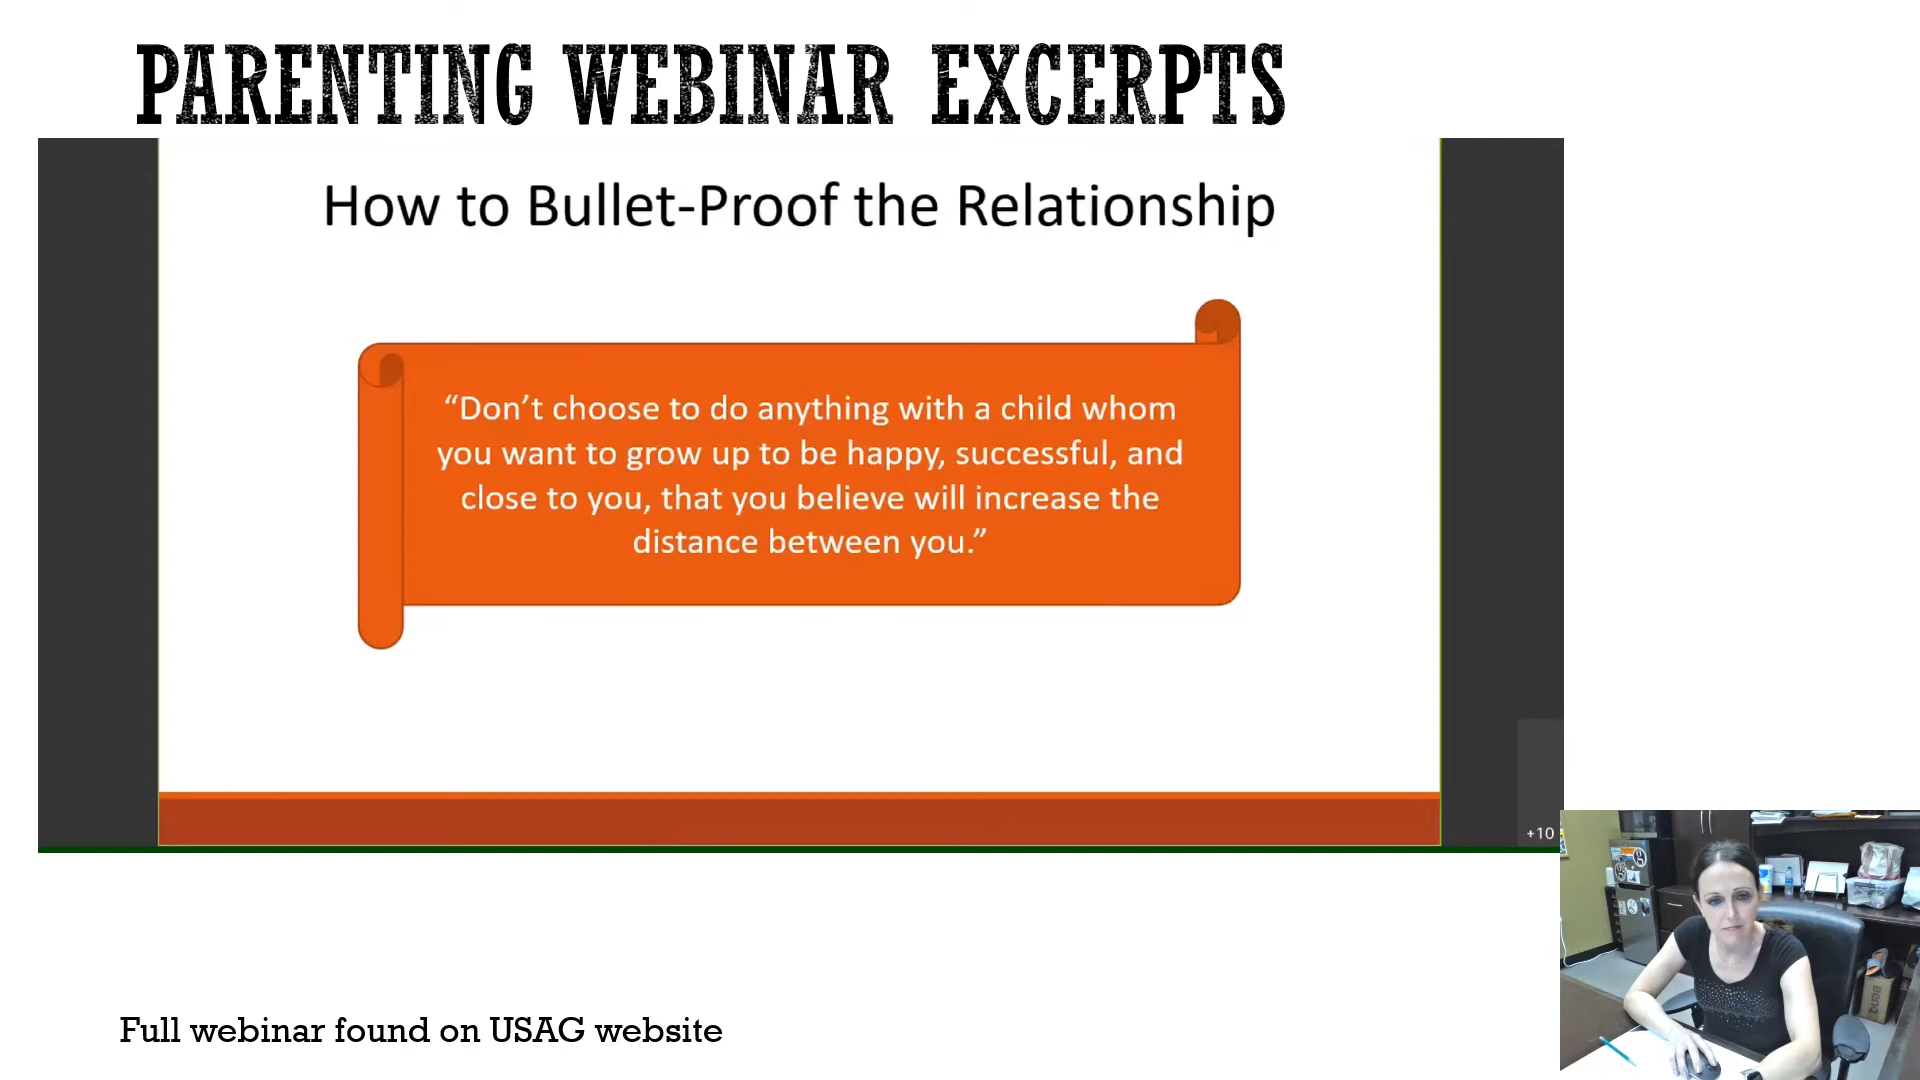 PARENTING WEBINAR EXCERPTS
How to Bullet-Proof the Relationship
“Don’t choose to do anything with a child whom
you want to grow up to be happy, successful, and
close to you, that you believe will increase the
distance between you.”
+10
BenQ
Full webinar found on USAG website